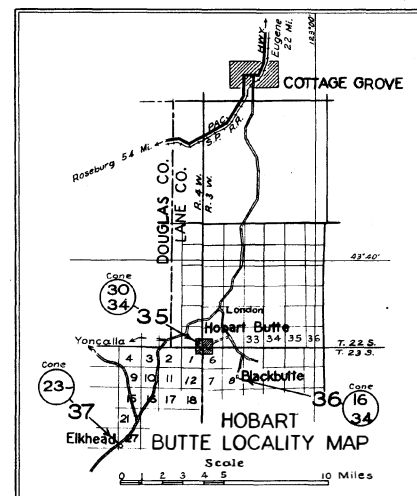 HWY.
Eugene
22 Mi.
123°00'
COTTAGE GROVE
PAC.
S.P. R.R.
Roseburg 54 Mi.
DOUGLAS CO.
LANE CO.
R. 4 W.
R. 3 W.
43°40'
Cone
30
34
35
London
Hobart Butte
33 34 35 36
T. 22 S.
T. 23 S.
Yoncalla
4 3 2 1 6
Cone
23
9 10 11 12 7 8
Blackbutte
36
16
34
Cone
15 17 18
37
21
Elkhead
27
HOBART
BUTTE LOCALITY MAP
Scale
0 1 2 3 4 5 10 Miles